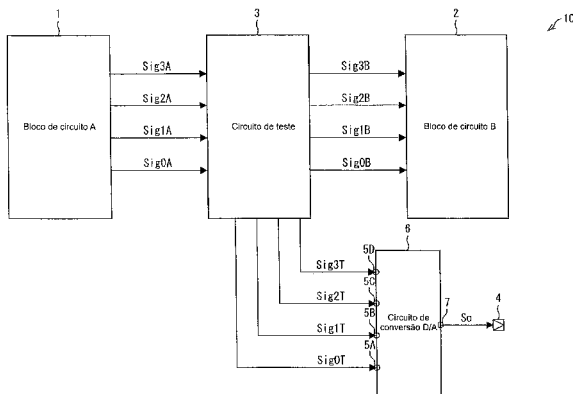 1
3
2
10
Bloco de circuito A
Sig3A
Sig2A
Sig1A
Sig0A
Circuito de teste
Sig3B
Sig2B
Sig1B
Sig0B
Bloco de circuito B
6
5D
Sig3T
5C
Sig2T
5B
Sig1T
5A
Sig0T
Circuito de
conversão D/A
7
So
4